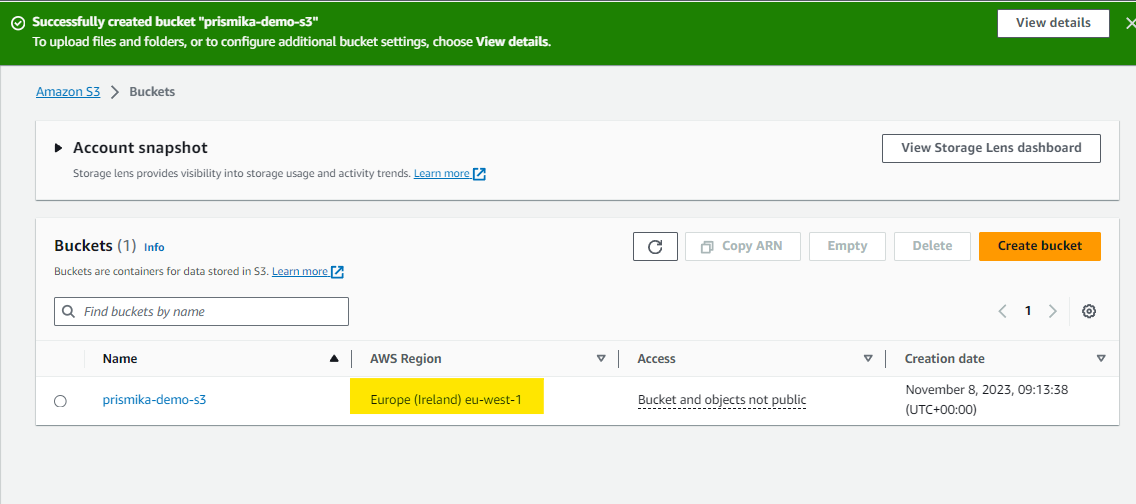 Successfully created bucket "prismika-demo-s3"
To upload files and folders, or to configure additional bucket settings, choose View details.
View details
Amazon S3 > Buckets
Account snapshot
View Storage Lens dashboard
Storage lens provides visibility into storage usage and activity trends. Learn more
Buckets (1) Info
Copy ARN
Empty
Delete
Create bucket
Buckets are containers for data stored in S3. Learn more
Find buckets by name
1
Name
AWS Region
Access
Creation date
prismika-demo-s3
Europe (Ireland) eu-west-1
Bucket and objects not public
November 8, 2023, 09:13:38
(UTC+00:00)